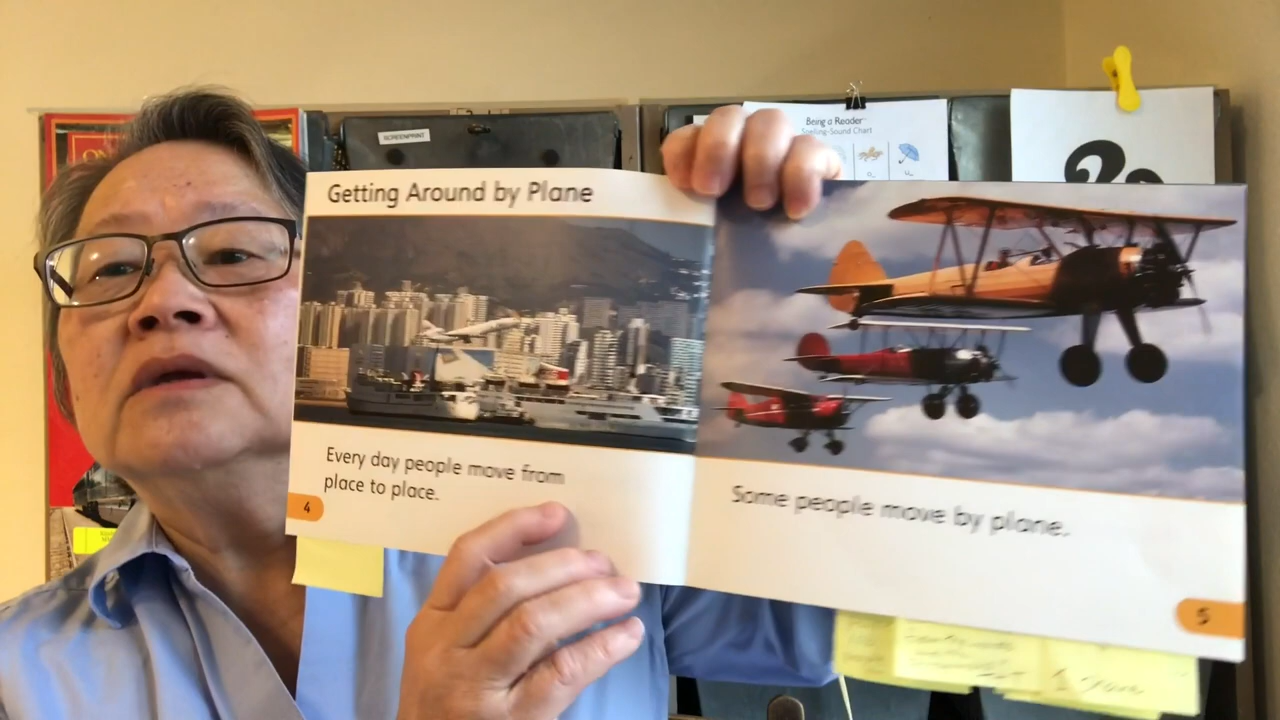 SCREENPRINT
Being a Reader
Spelling-Sound Chart
Getting Around by Plane
Every day people move from
place to place.
4
Some people move by plane.
5